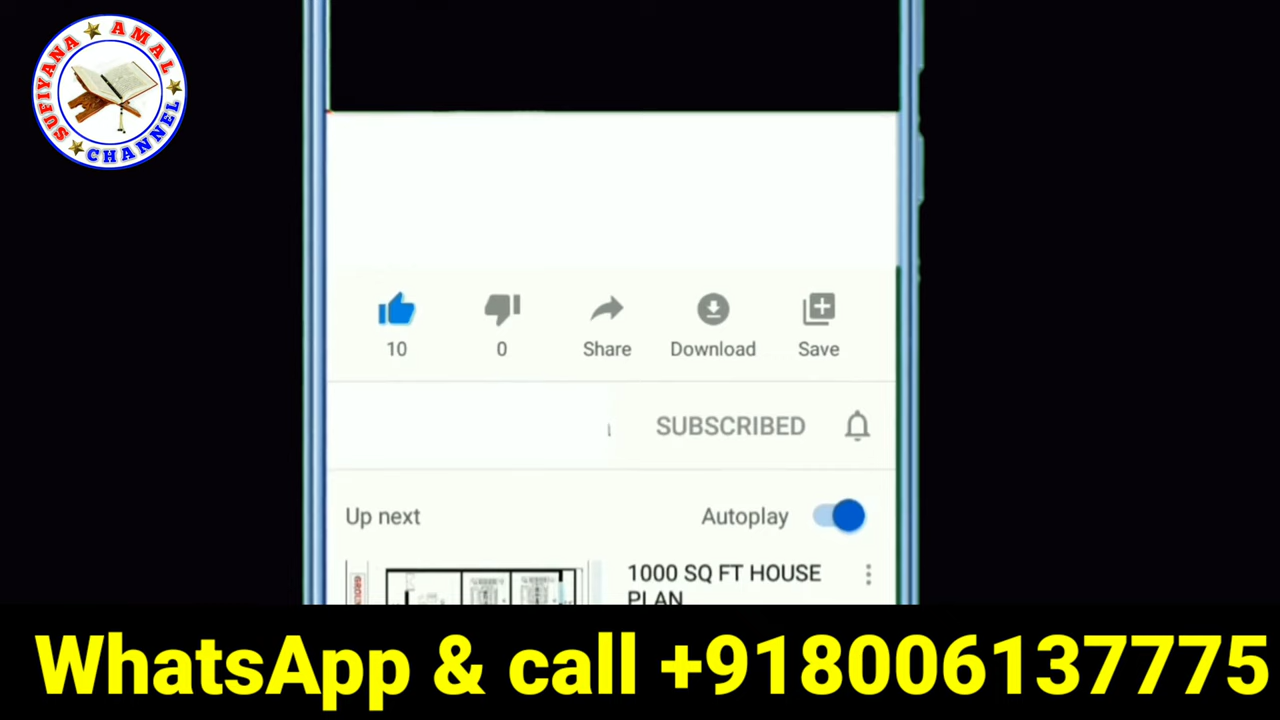 SUFIYANA AMAL
CHANNEL
10
0
Share
Download
Save
SUBSCRIBED
Up next
Autoplay
1000 SQ FT HOUSE
PLAN
WhatsApp & call +918006137775